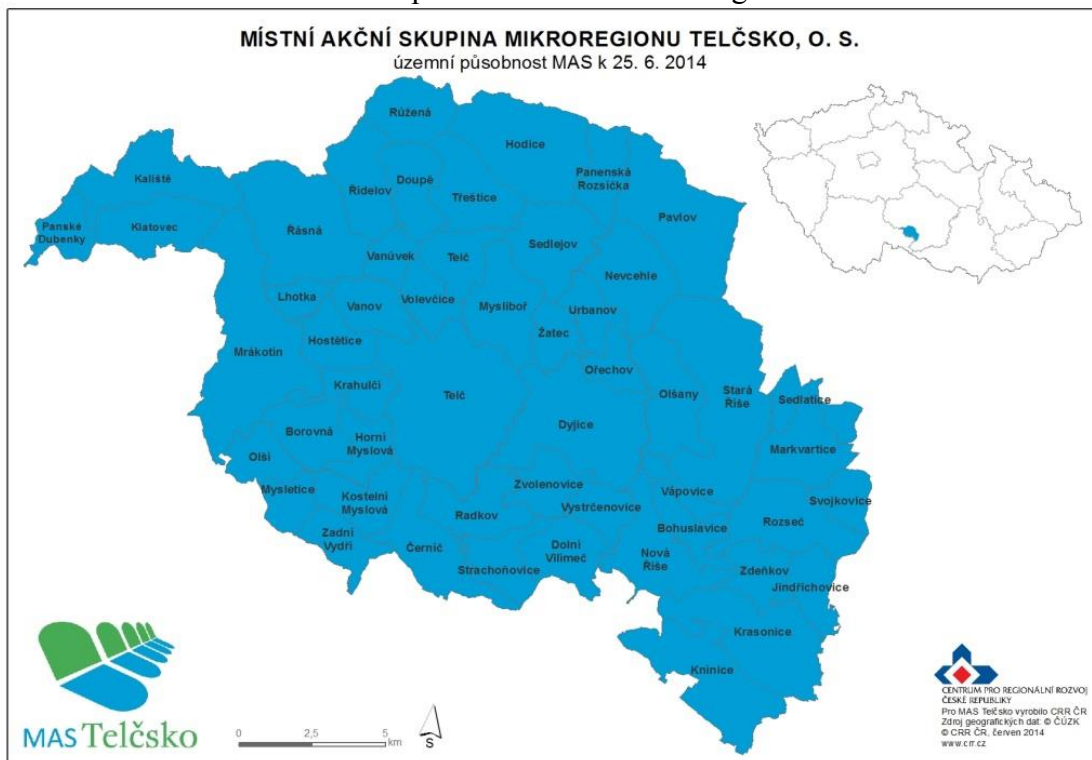 MÍSTNÍ AKČNÍ SKUPINA MIKROREGIONU TELČSKO, O. S.
územní působnost MAS k 25. 6. 2014
Růžená
Hodice
Kaliště
Doupě
Panenská
Rozsíčka
Řídelov
Třeštice
Panské
Dubenky
Klatovec
Řásná
Pavlov
Sedlejov
Vanůvek
Telč
Nevcehle
Lhotka
Vanov
Volevčice
Mysliboř
Urbanov
Žatec
Hostětice
Mrákotin
Ořechov
Krahulčí
Telč
Olšany
Stará
Říše
Sedlatice
Borovná
Horní
Myslová
Dyjice
Markvartice
Olší
Mysletice
Kostelní
Myslová
Zvolenovice
Vápovice
Svojkovice
Radkov
Vystrčenovice
Bohuslavice
Rozseč
Zadní
Vydří
Černíč
Dolní
Vilímeč
Nová
Říše
Strachoňovice
Zdeňkov
Jindřichovice
Krasonice
Knínice
MAS Telčsko
0 2,5 5
km
S
CENTRUM PRO REGIONÁLNÍ ROZVOJ
ČESKÉ REPUBLIKY
Pro MAS Telčsko vyrobilo CRR ČR
Zdroj geografických dat: © ČÚZK
© CRR ČR, červen 2014
www.crr.cz